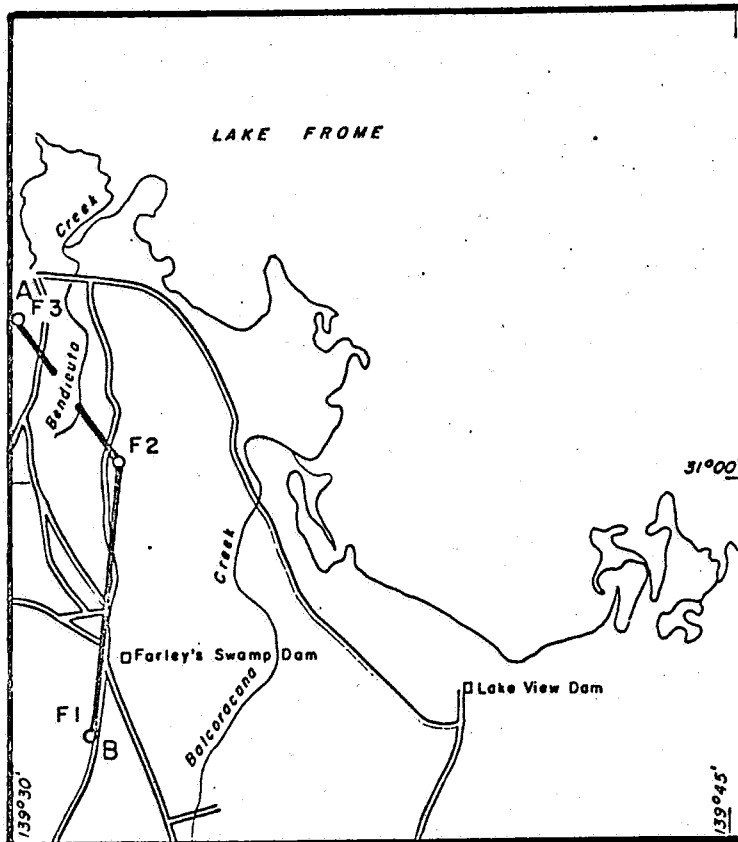 LAKE FROME
Creek
A
F3
Bendicuta
F2
31°00'
Creek
Farley's Swamp Dam
Lake View Dam
F1
B
Balcoracana
139°30'
139°45'